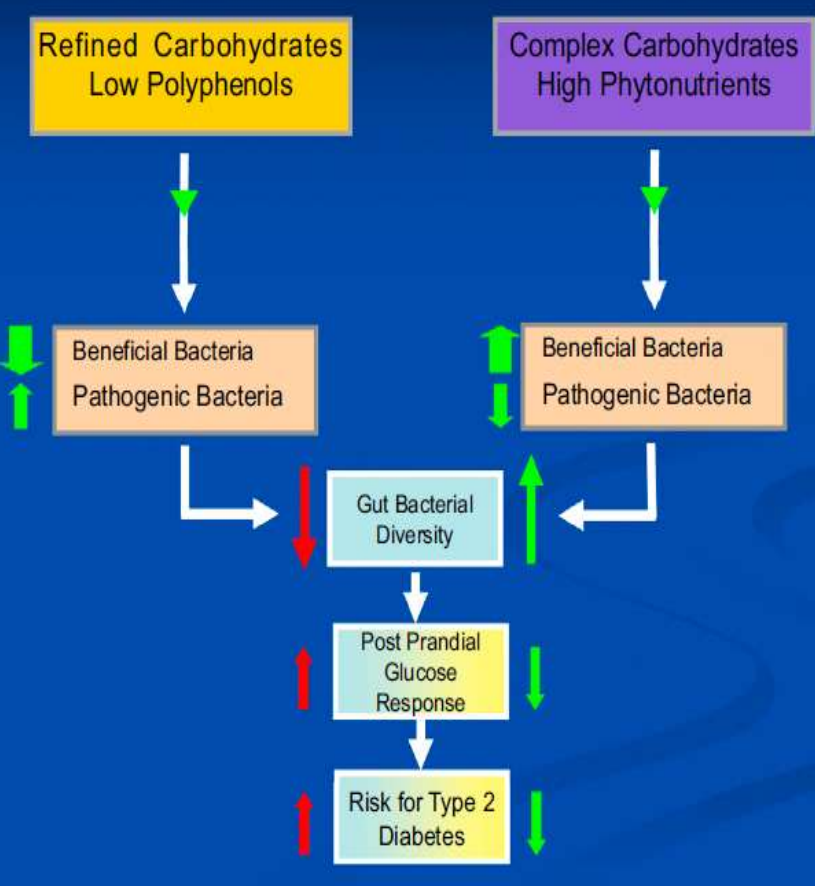 Refined Carbohydrates
Low Polyphenols
Complex Carbohydrates
High Phytonutrients
Beneficial Bacteria
Pathogenic Bacteria
Beneficial Bacteria
Pathogenic Bacteria
Gut Bacterial
Diversity
Post Prandial
Glucose
Response
Risk for Type 2
Diabetes